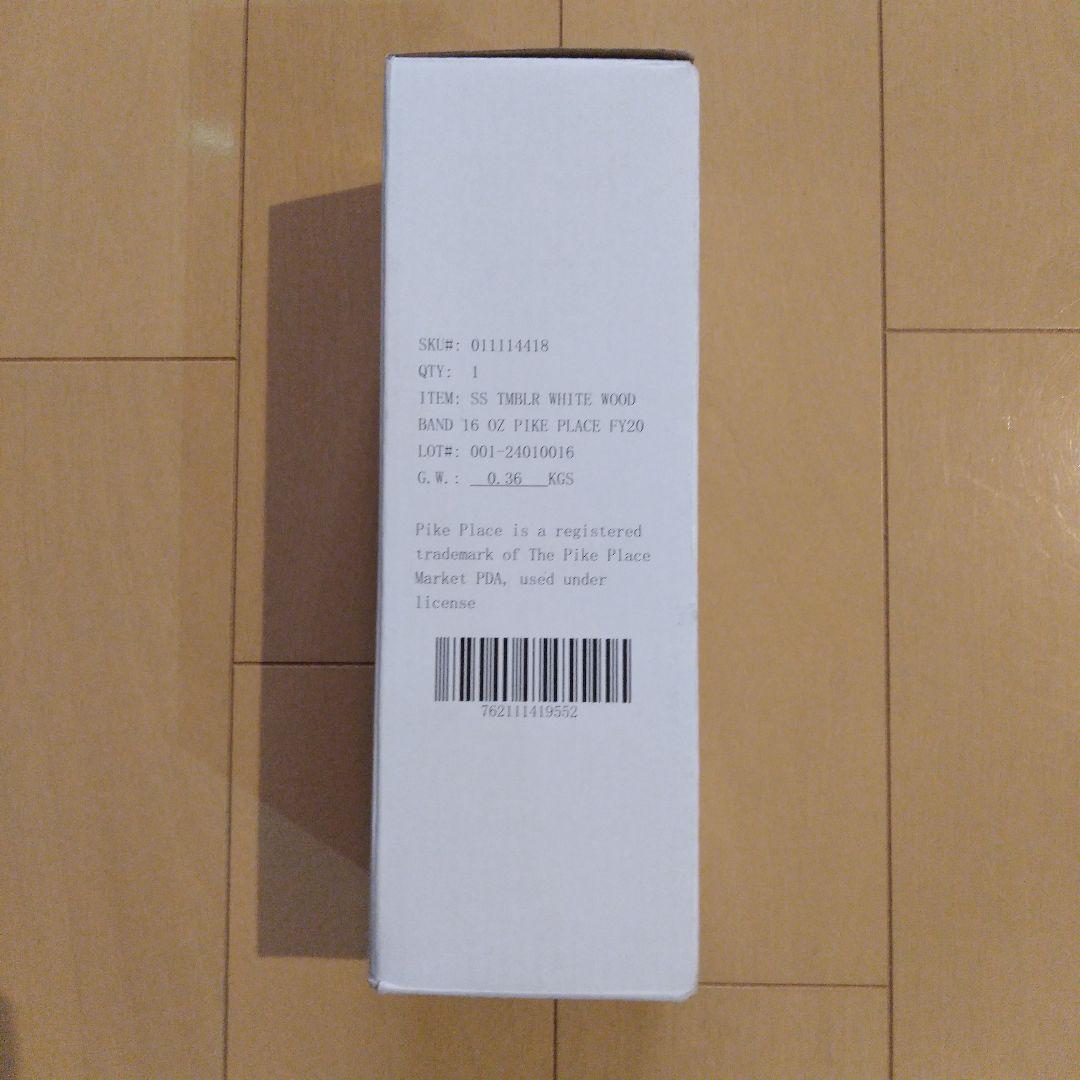 SKU#: 011114418
QTY: 1
ITEM: SS TMBLR WHITE WOOD
BAND 16 OZ PIKE PLACE FY20
LOT#: 001-24010016
G.W.: 0.36 KGS
Pike Place is a registered
trademark of The Pike Place
Market PDA, used under
license
762111419552